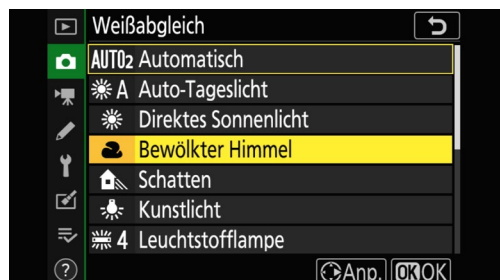 Weißabgleich
AUTO2 Automatisch
A Auto-Tageslicht
Direktes Sonnenlicht
Bewölkter Himmel
Schatten
Kunstlicht
4 Leuchtstofflampe
? Anp. OK OK